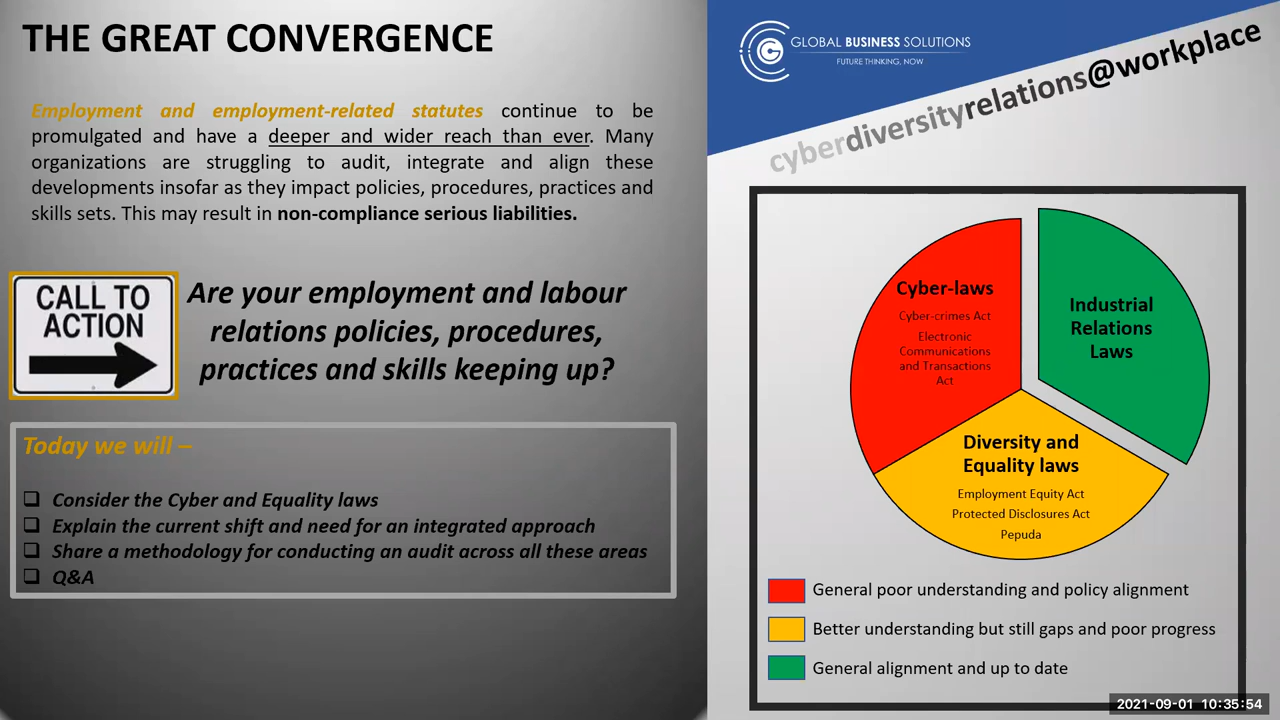 THE GREAT CONVERGENCE
Employment and employment-related statutes continue to be
promulgated and have a deeper and wider reach than ever. Many
organizations are struggling to audit, integrate and align these
developments insofar as they impact policies, procedures, practices and
skills sets. This may result in non-compliance serious liabilities.
CALL TO
ACTION
Are your employment and labour
relations policies, procedures,
practices and skills keeping up?
Today we will –
❑ Consider the Cyber and Equality laws
❑ Explain the current shift and need for an integrated approach
❑ Share a methodology for conducting an audit across all these areas
❑ Q&A
GLOBAL BUSINESS SOLUTIONS
FUTURE THINKING, NOW
cyberdiversityrelations@workplace
Cyber-laws
Cyber-crimes Act
Electronic
Communications
and Transactions
Act
Industrial
Relations
Laws
Diversity and
Equality laws
Employment Equity Act
Protected Disclosures Act
Pepuda
General poor understanding and policy alignment
Better understanding but still gaps and poor progress
General alignment and up to date
2021-09-01 10:35:54